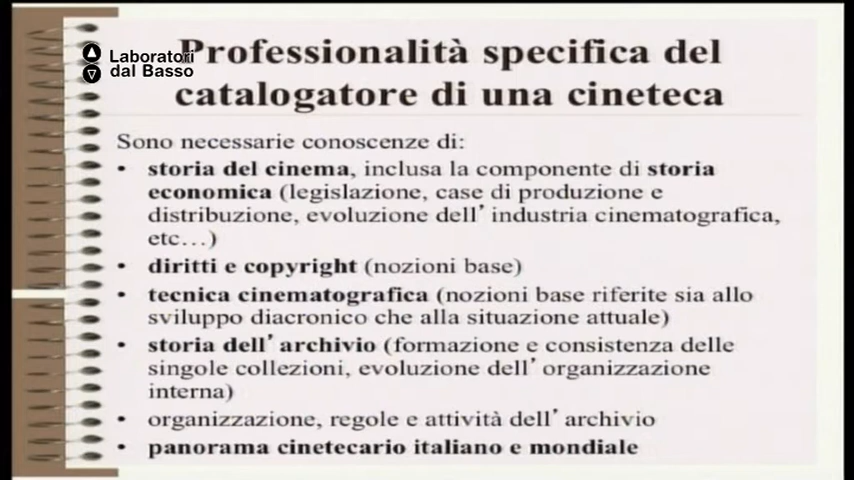 Laboratori
dal Basso
Professionalità specifica del
catalogatore di una cineteca
Sono necessarie conoscenze di:
• storia del cinema, inclusa la componente di storia
economica (legislazione, case di produzione e
distribuzione, evoluzione dell’ industria cinematografica,
etc…)
• diritti e copyright (nozioni base)
• tecnica cinematografica (nozioni base riferite sia allo
sviluppo diacronico che alla situazione attuale)
• storia dell’ archivio (formazione e consistenza delle
singole collezioni, evoluzione dell’ organizzazione
interna)
• organizzazione, regole e attività dell’ archivio
• panorama cinetecario italiano e mondiale